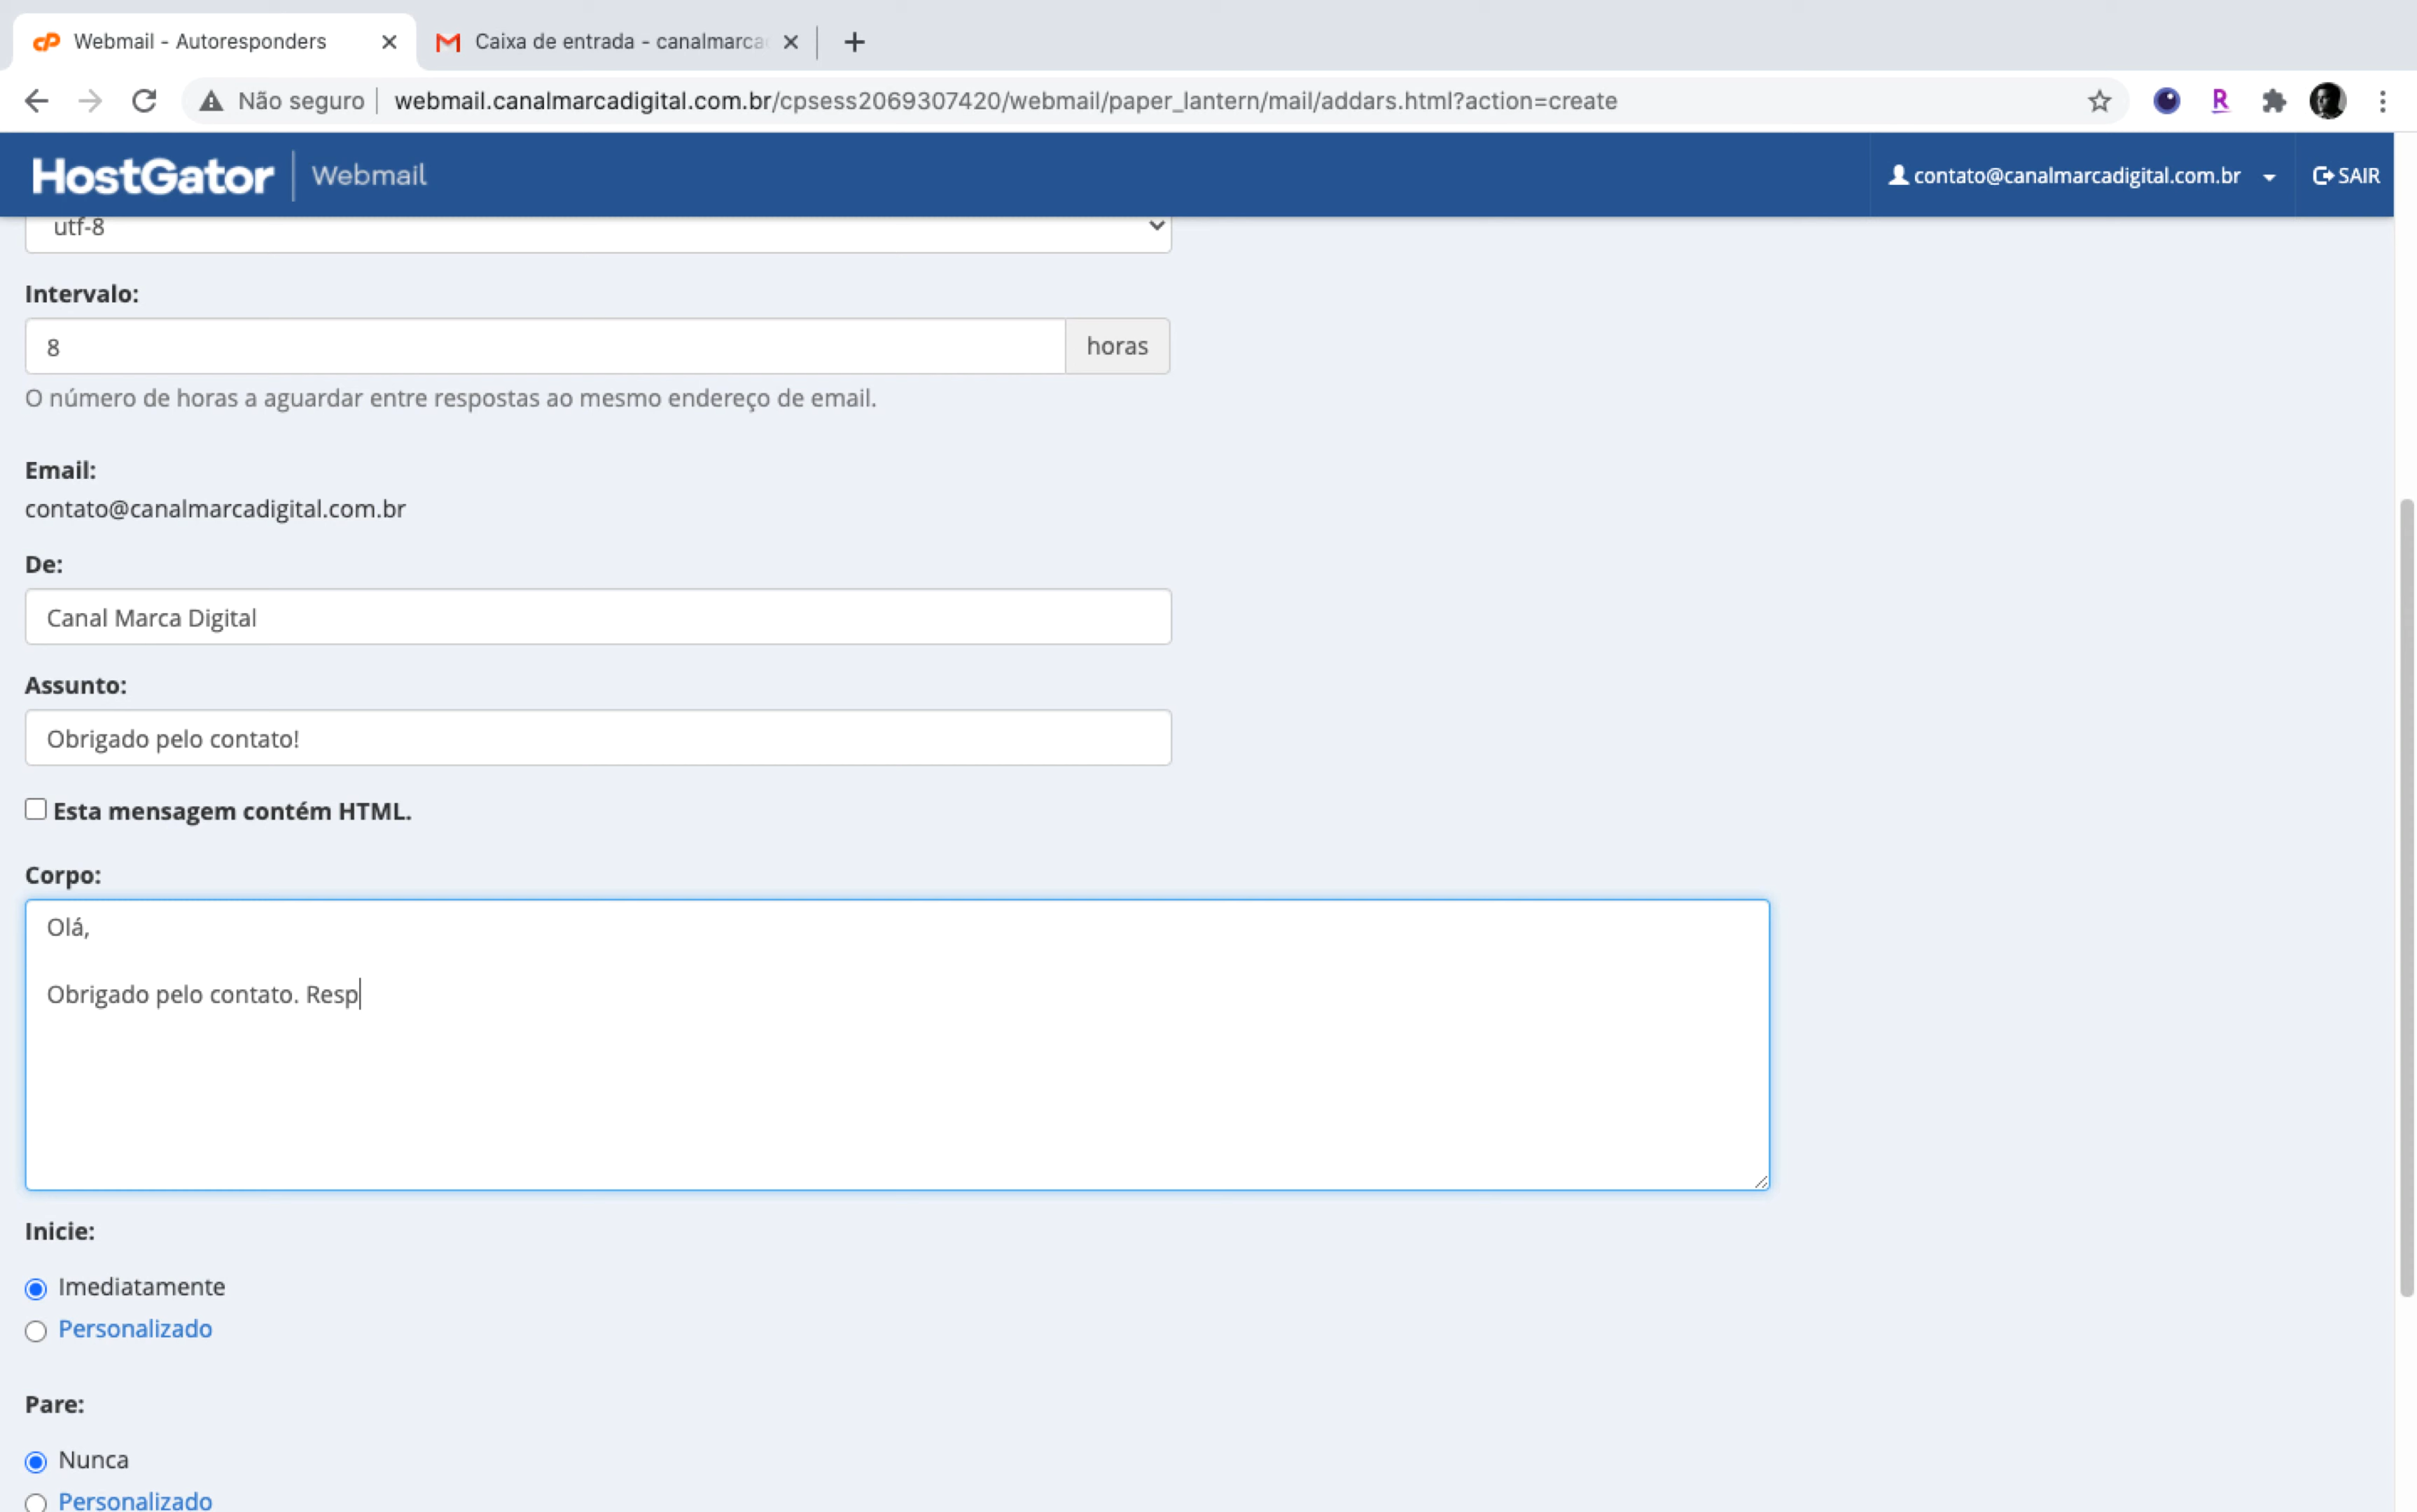 Webmail - Autoresponders
Caixa de entrada - canalmarca
Não seguro
webmail.canalmarcadigital.com.br/cpsess2069307420/webmail/paper_lantern/mail/addars.html?action=create
R
HostGator
Webmail
contato@canalmarcadigital.com.br
SAIR
utf-8
Intervalo:
8
horas
O número de horas a aguardar entre respostas ao mesmo endereço de email.
Email:
contato@canalmarcadigital.com.br
De:
Canal Marca Digital
Assunto:
Obrigado pelo contato!
Esta mensagem contém HTML.
Corpo:
Olá,
Obrigado pelo contato. Resp
Inicie:
Imediatamente
Personalizado
Pare:
Nunca
Personalizado